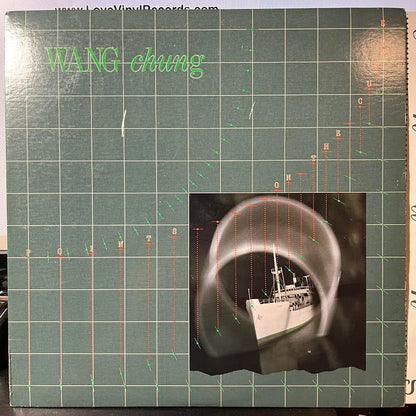 www.LoveVinylRecords.com
WANG chung
POINTS ON THE CURVE